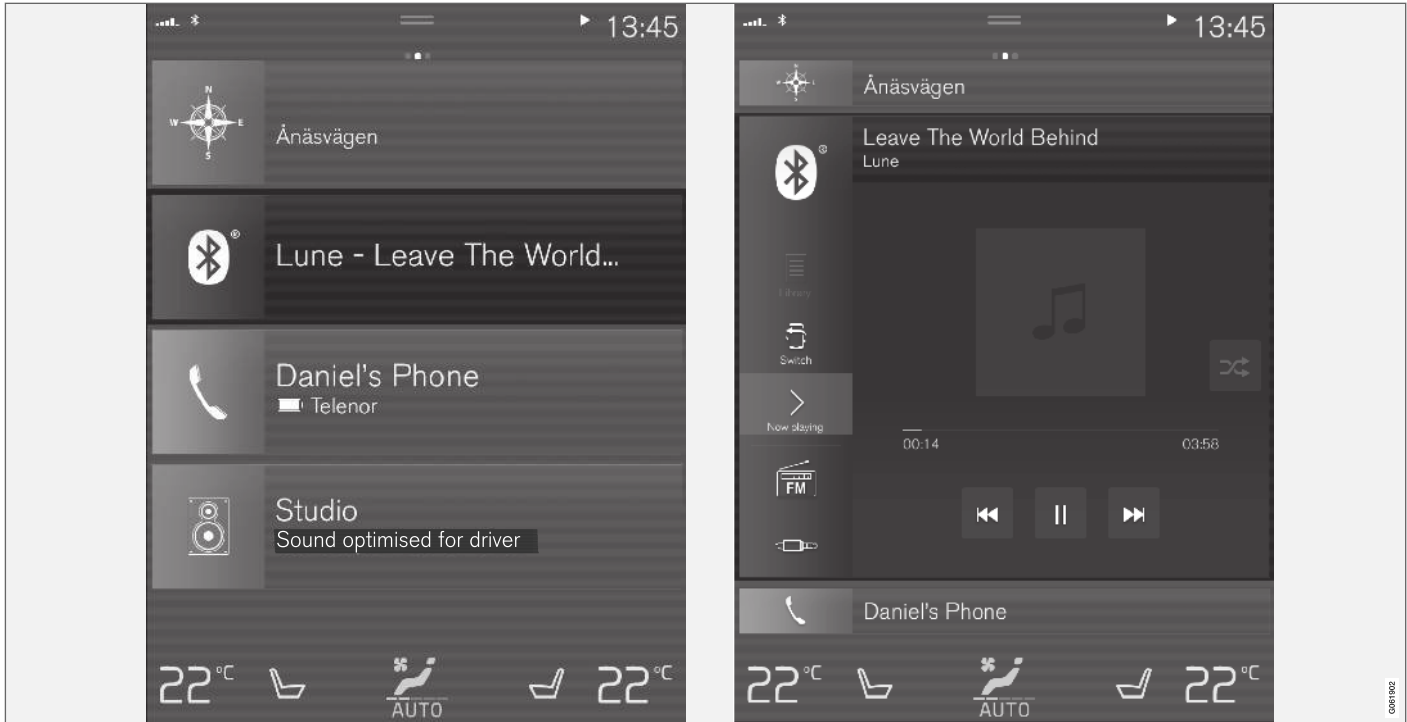 13:45
N
W E
S
Ånäsvägen
Lune - Leave The World...
Daniel's Phone
Telenor
Studio
Sound optimised for driver
22°C
AUTO
22°C
13:45
Ånäsvägen
Leave The World Behind
Lune
Library
Switch
Now playing
00:14
03:58
FM
Daniel's Phone
22°C
AUTO
22°C
G061902